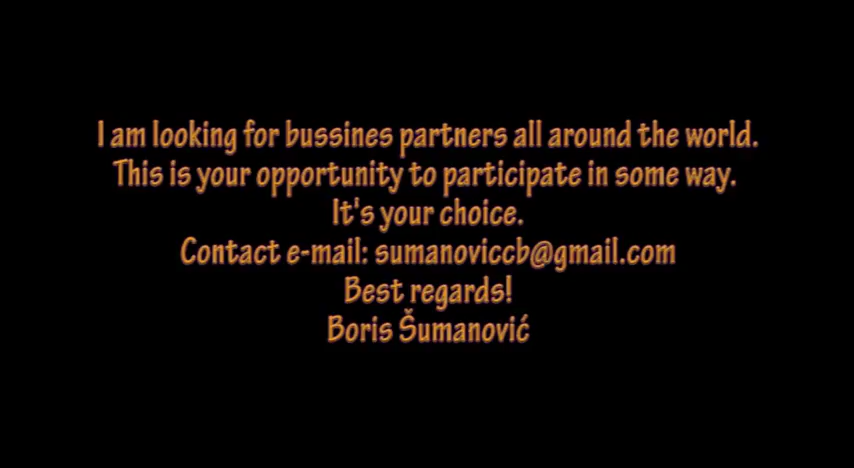 I am looking for bussines partners all around the world.
This is your opportunity to participate in some way.
It's your choice.
Contact e-mail: sumanoviccb@gmail.com
Best regards!
Boris Šumanović